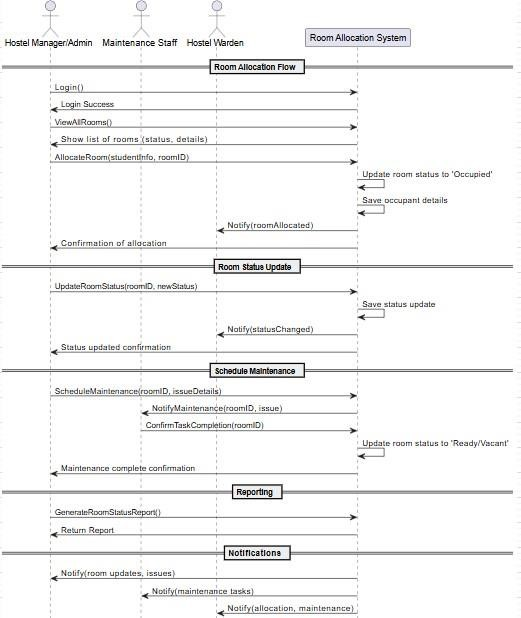 Hostel Manager/Admin Maintenance Staff Hostel Warden Room Allocation System
Room Allocation Flow
Login()
Login Success
ViewAllRooms()
Show list of rooms (status, details)
AllocateRoom(studentInfo, roomID)
Update room status to 'Occupied'
Save occupant details
Notify(roomAllocated)
Confirmation of allocation
Room Status Update
UpdateRoomStatus(roomID, newStatus)
Save status update
Notify(statusChanged)
Status updated confirmation
Schedule Maintenance
ScheduleMaintenance(roomID, issueDetails)
NotifyMaintenance(roomID, issue)
ConfirmTaskCompletion(roomID)
Update room status to 'Ready/Vacant'
Maintenance complete confirmation
Reporting
GenerateRoomStatusReport()
Return Report
Notifications
Notify(room updates, issues)
Notify(maintenance tasks)
Notify(allocation, maintenance)